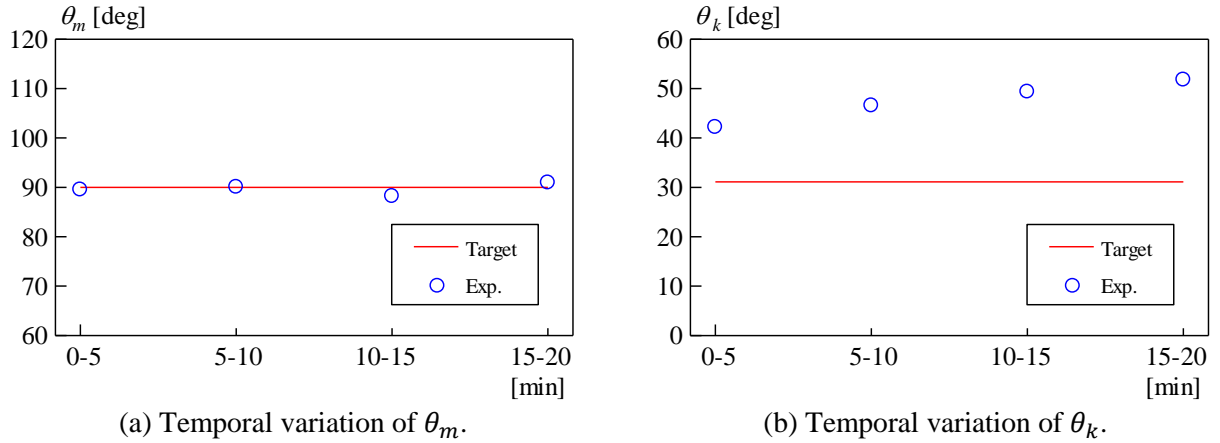 θm [deg]
120
110
100
90
80
70
60
Target
Exp.
0-5 5-10 10-15 15-20
[min]
(a) Temporal variation of θm.
θk [deg]
60
50
40
30
20
10
0
Target
Exp.
0-5 5-10 10-15 15-20
[min]
(b) Temporal variation of θk.